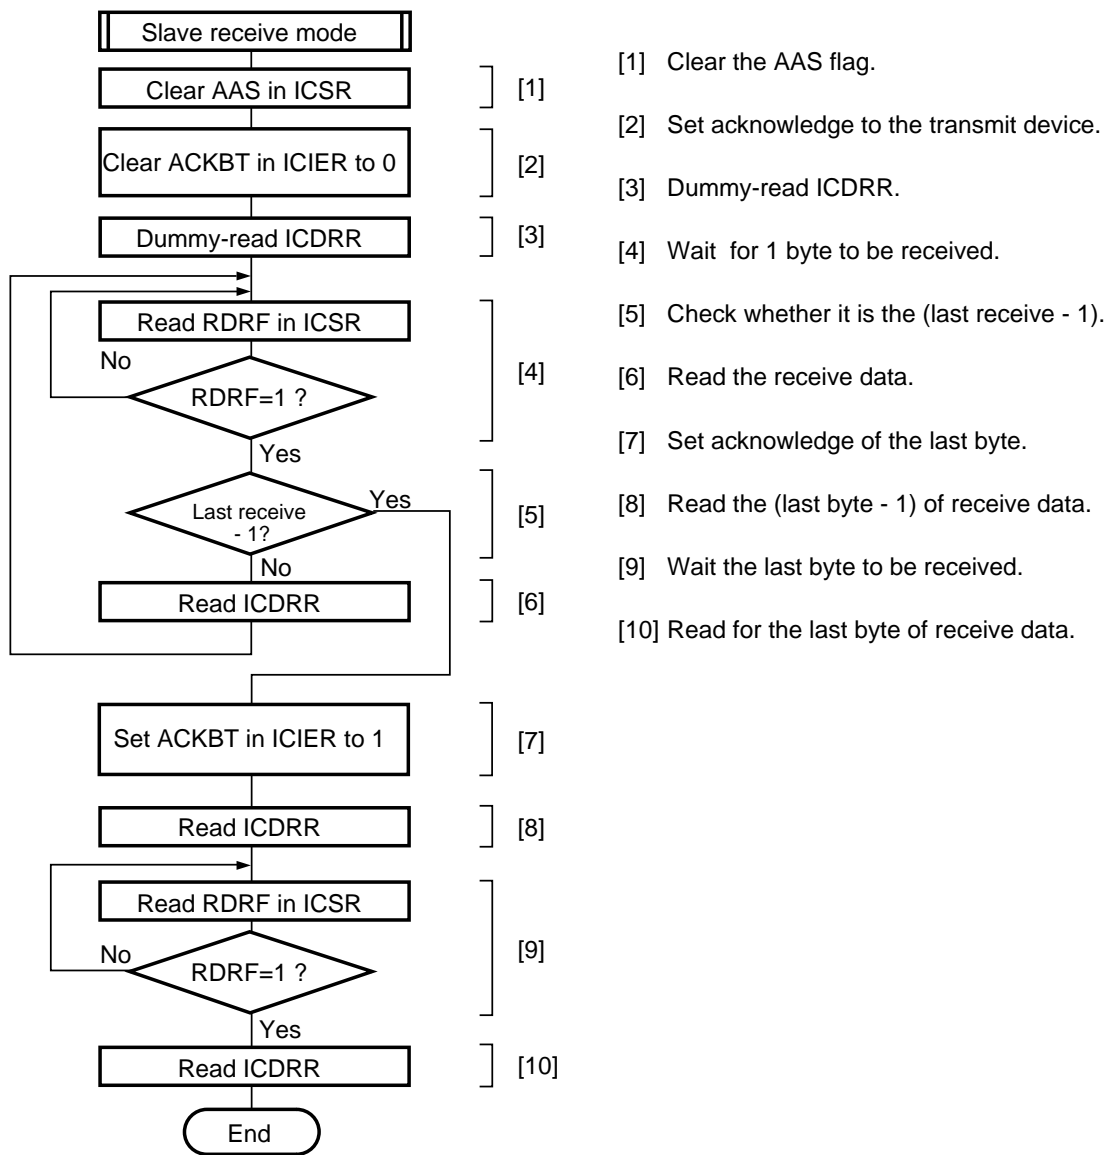 Slave receive mode
Clear AAS in ICSR
[1]
Clear ACKBT in ICIER to 0
[2]
Dummy-read ICDRR
[3]
Read RDRF in ICSR
No
RDRF=1 ?
[4]
Yes
Yes
Last receive
- 1?
[5]
No
Read ICDRR
[6]
Set ACKBT in ICIER to 1
[7]
Read ICDRR
[8]
Read RDRF in ICSR
No
RDRF=1 ?
[9]
Yes
Read ICDRR
[10]
End
[1] Clear the AAS flag.
[2] Set acknowledge to the transmit device.
[3] Dummy-read ICDRR.
[4] Wait for 1 byte to be received.
[5] Check whether it is the (last receive - 1).
[6] Read the receive data.
[7] Set acknowledge of the last byte.
[8] Read the (last byte - 1) of receive data.
[9] Wait the last byte to be received.
[10] Read for the last byte of receive data.